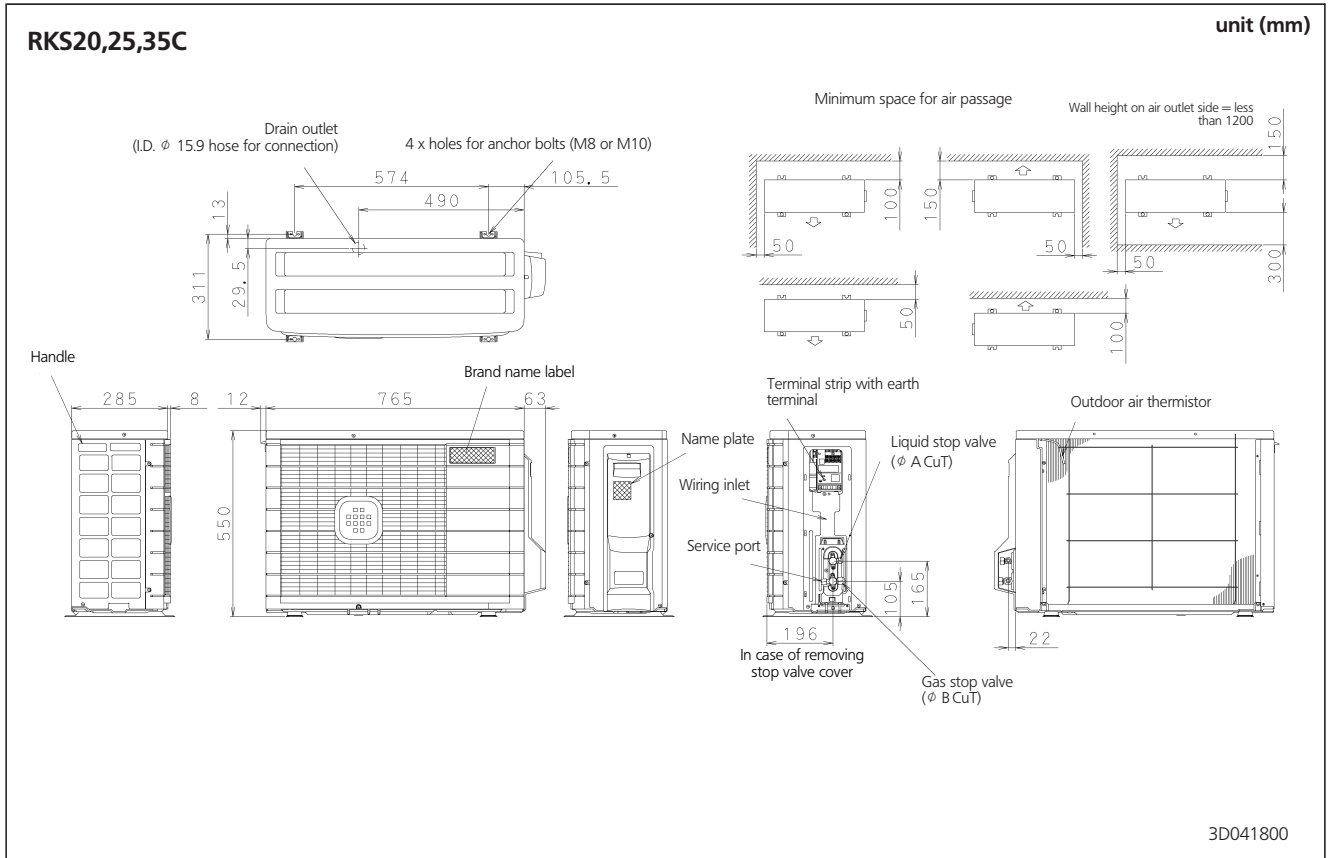 RKS20,25,35C
unit (mm)
Minimum space for air passage
Wall height on air outlet side = less
than 1200
Drain outlet
(I.D. φ 15.9 hose for connection)
4 x holes for anchor bolts (M8 or M10)
574
105.5
490
13
311
29.5
100
50
150
50
150
50
300
50
100
Handle
Brand name label
285
8
12
765
63
550
Name plate
Terminal strip with earth
terminal
Wiring inlet
Service port
Liquid stop valve
(φ A CuT)
Outdoor air thermistor
105
165
196
In case of removing
stop valve cover
Gas stop valve
(φ B CuT)
22
3D041800